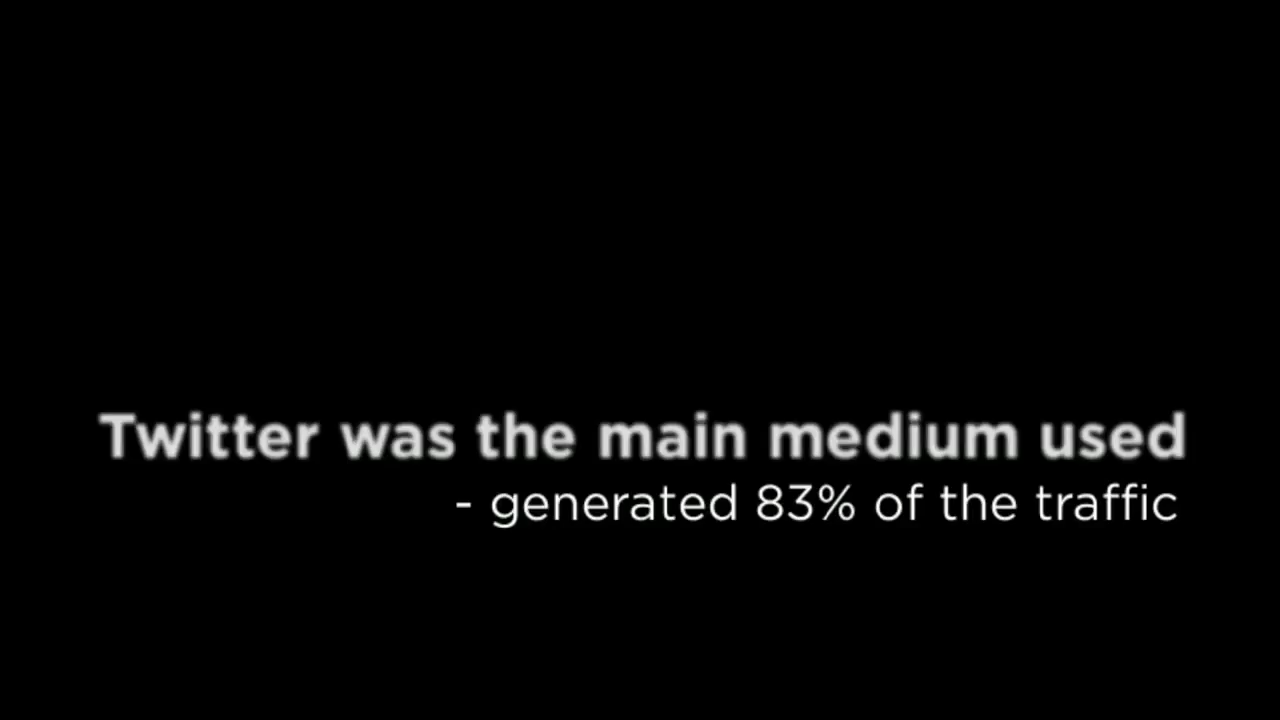 Twitter was the main medium used
- generated 83% of the traffic